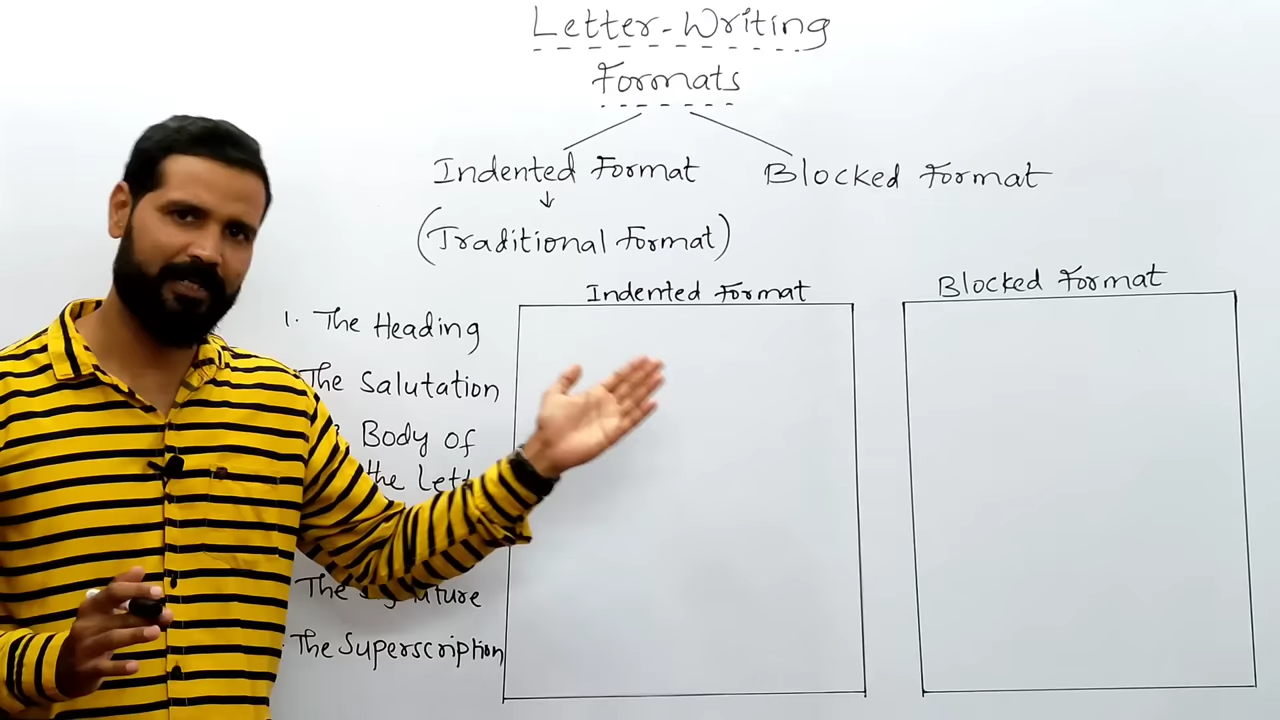 Letter-Writing
Formats
Indented Format
Blocked Format
(Traditional Format)
Indented Format
Blocked Format
1. The Heading
The Salutation
Body of
the
The
The Superscription